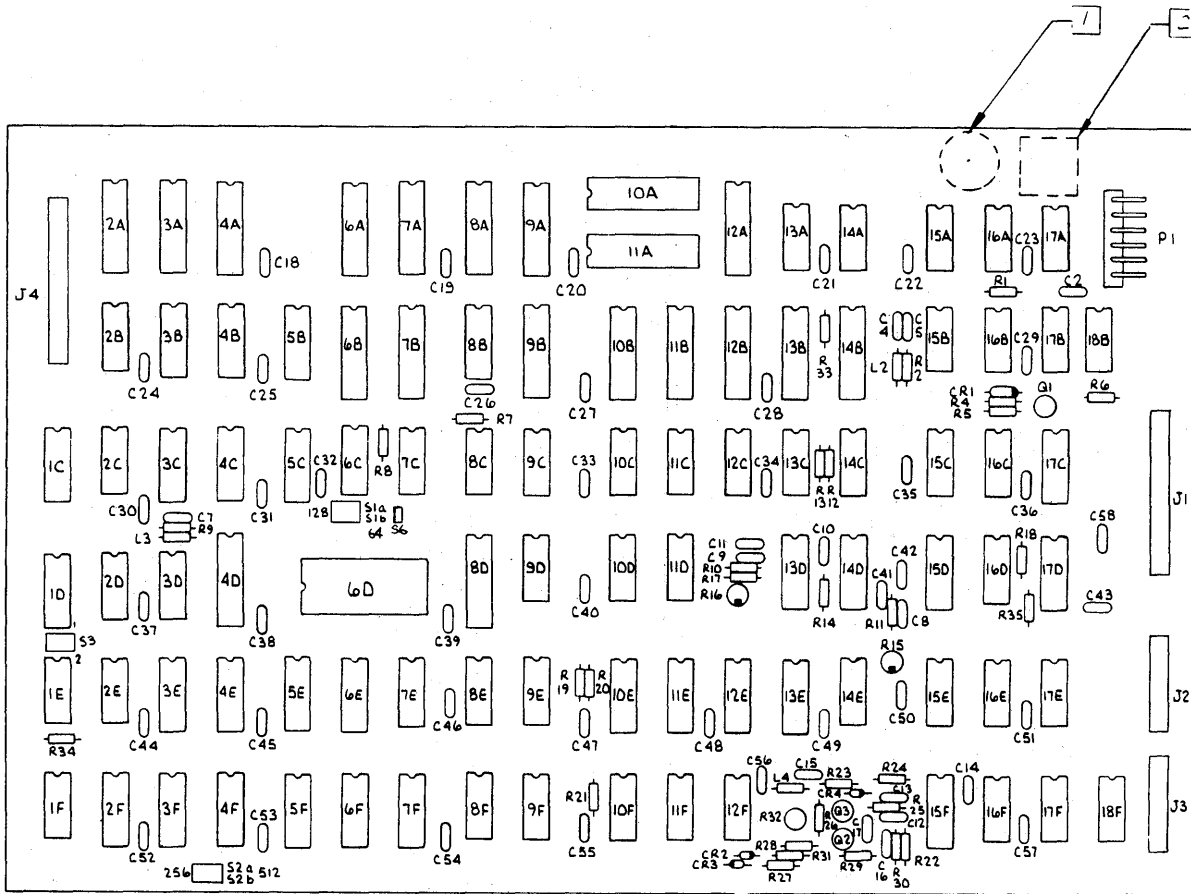 1 2
10A
2A 3A 4A 6A 7A 8A 9A 11A 12A 13A 14A 15A 16A 17A
C18 C19 C20 C21 C22 C23 P1
J4
R1 C2
2B 3B 4B 5B 6B 7B 8B 9B 10B 11B 12B 13B R33 14B C4 C5 15B 16B C29 17B 18B
L2 R2
C24 C25 C26 C27 C28
CR1 Q1 R6
R4
R5
R7
1C 2C 3C 4C 5C C32 6C R8 7C 8C 9C C33 10C 11C 12C C34 13C R13 R12 14C C35 15C 16C 17C J1
C30 C7 C31 128 S1a C36
R9 S1b
L3 64 S6
C58
C11 C10 C42 R18
C9
1D 2D 3D 4D 6D 8D 9D 10D 11D R10 13D 14D C41 15D 16D 17D
R17
R16
1 C37 C38 C39 C40 R14 R11 C8 R35 C43
S3
2
R15
1E 2E 3E 4E 5E 6E 7E 8E 9E R19 R20 10E 11E 12E 13E 14E 15E 16E 17E J2
C44 C45 C46 C47 C48 C49 C50 C51
R34
C56 C15 R23 R24 C14
L4 CR4 C13
1F 2F 3F 4F C53 5F 6F 7F 8F 9F R21 10F 11F 12F R32 R26 Q3 R25 15F 16F 17F 18F J3
C17 C12
Q2
C52 C54 C55 R28 C57
CR2 R31 R29 C16 R30 R22
CR3 R27
256 S2a 512
S2b